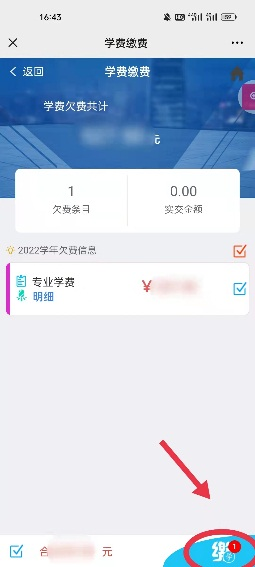 16:43
59
学费缴费
返回 学费缴费
学费欠费共计
元
1 0.00
欠费条目 实交金额
2022学年欠费信息
专业学费 ¥
明细
合 元
缴
1